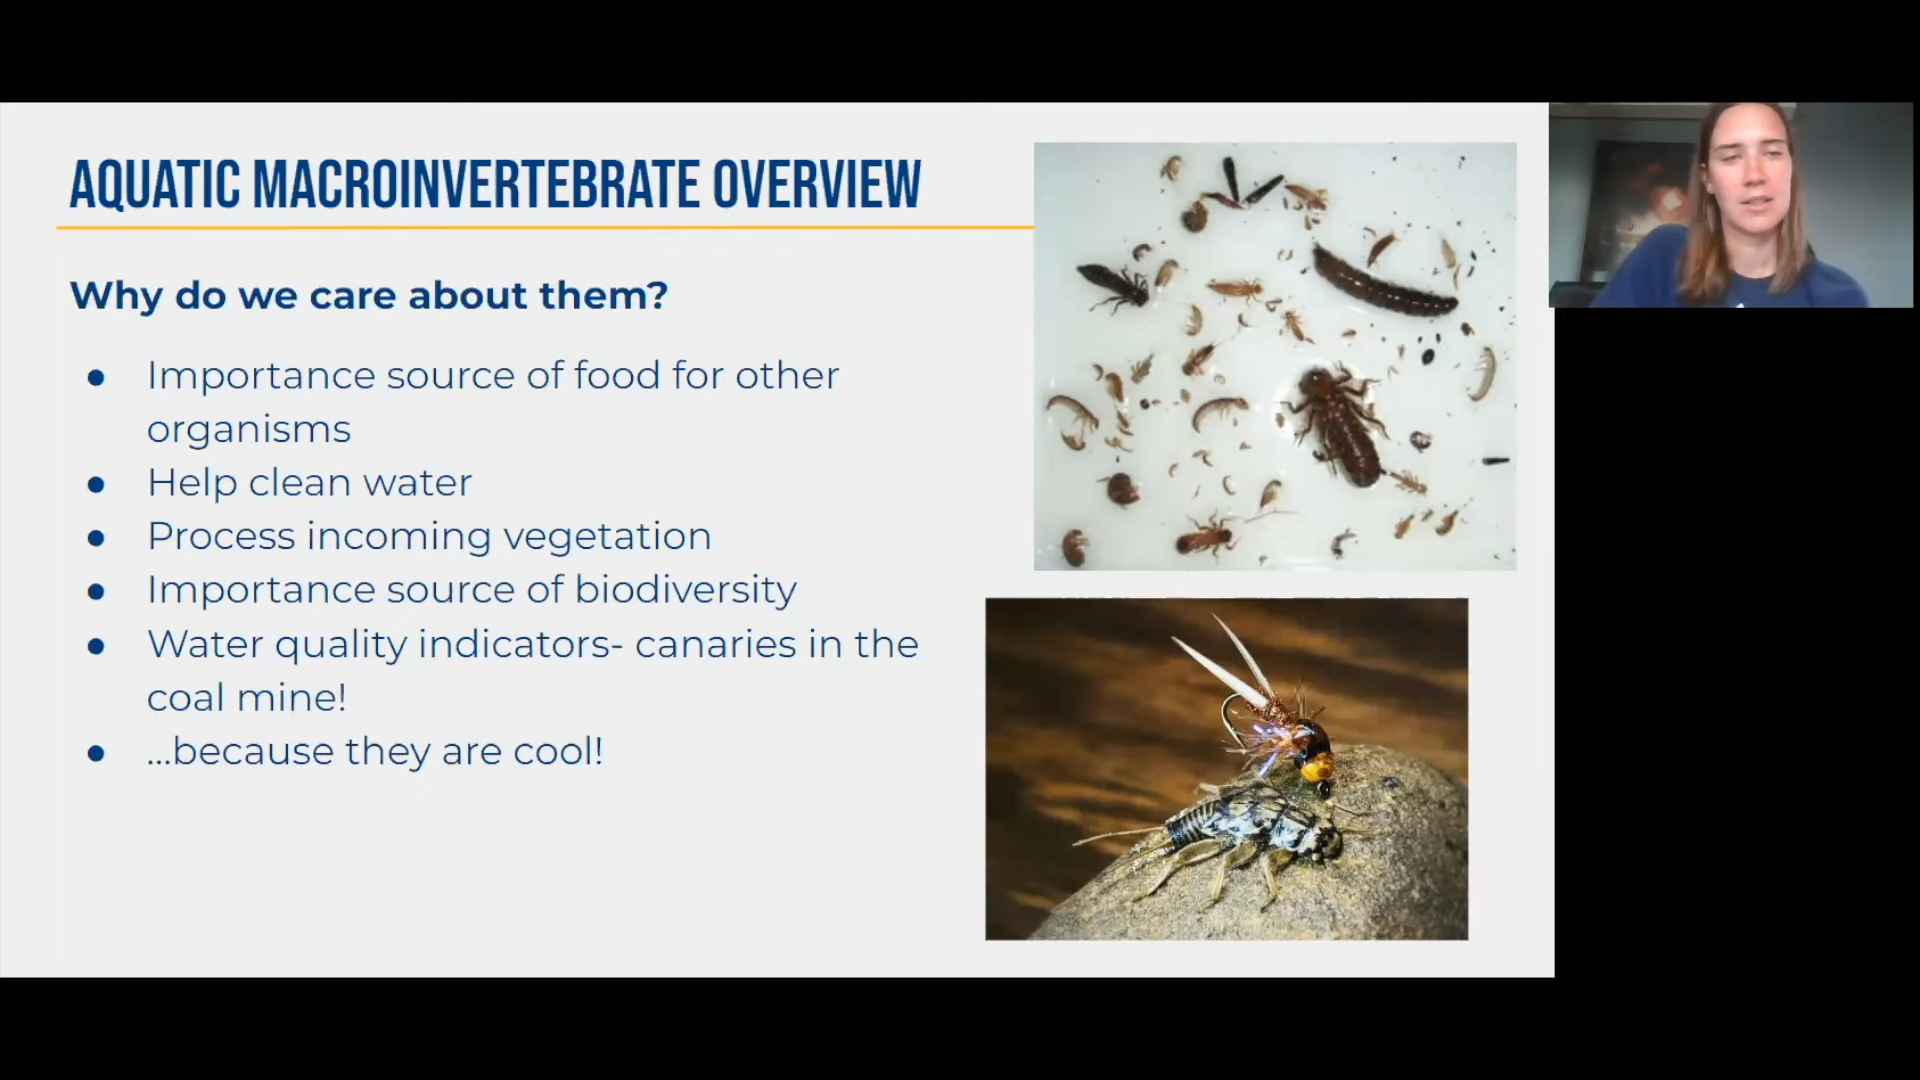 AQUATIC MACROINVERTEBRATE OVERVIEW
Why do we care about them?
● Importance source of food for other
organisms
● Help clean water
● Process incoming vegetation
● Importance source of biodiversity
● Water quality indicators- canaries in the
coal mine!
● ...because they are cool!